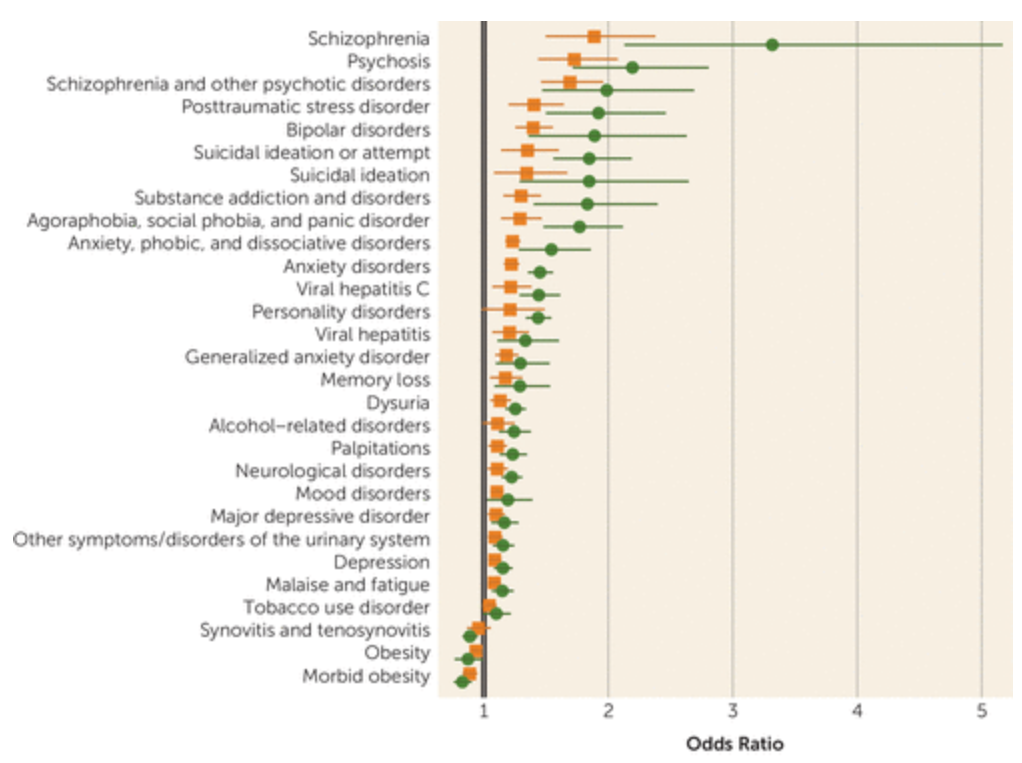 Schizophrenia
Psychosis
Schizophrenia and other psychotic disorders
Posttraumatic stress disorder
Bipolar disorders
Suicidal ideation or attempt
Suicidal ideation
Substance addiction and disorders
Agoraphobia, social phobia, and panic disorder
Anxiety, phobic, and dissociative disorders
Anxiety disorders
Viral hepatitis C
Personality disorders
Viral hepatitis
Generalized anxiety disorder
Memory loss
Dysuria
Alcohol–related disorders
Palpitations
Neurological disorders
Mood disorders
Major depressive disorder
Other symptoms/disorders of the urinary system
Depression
Malaise and fatigue
Tobacco use disorder
Synovitis and tenosynovitis
Obesity
Morbid obesity
1 2 3 4 5
Odds Ratio